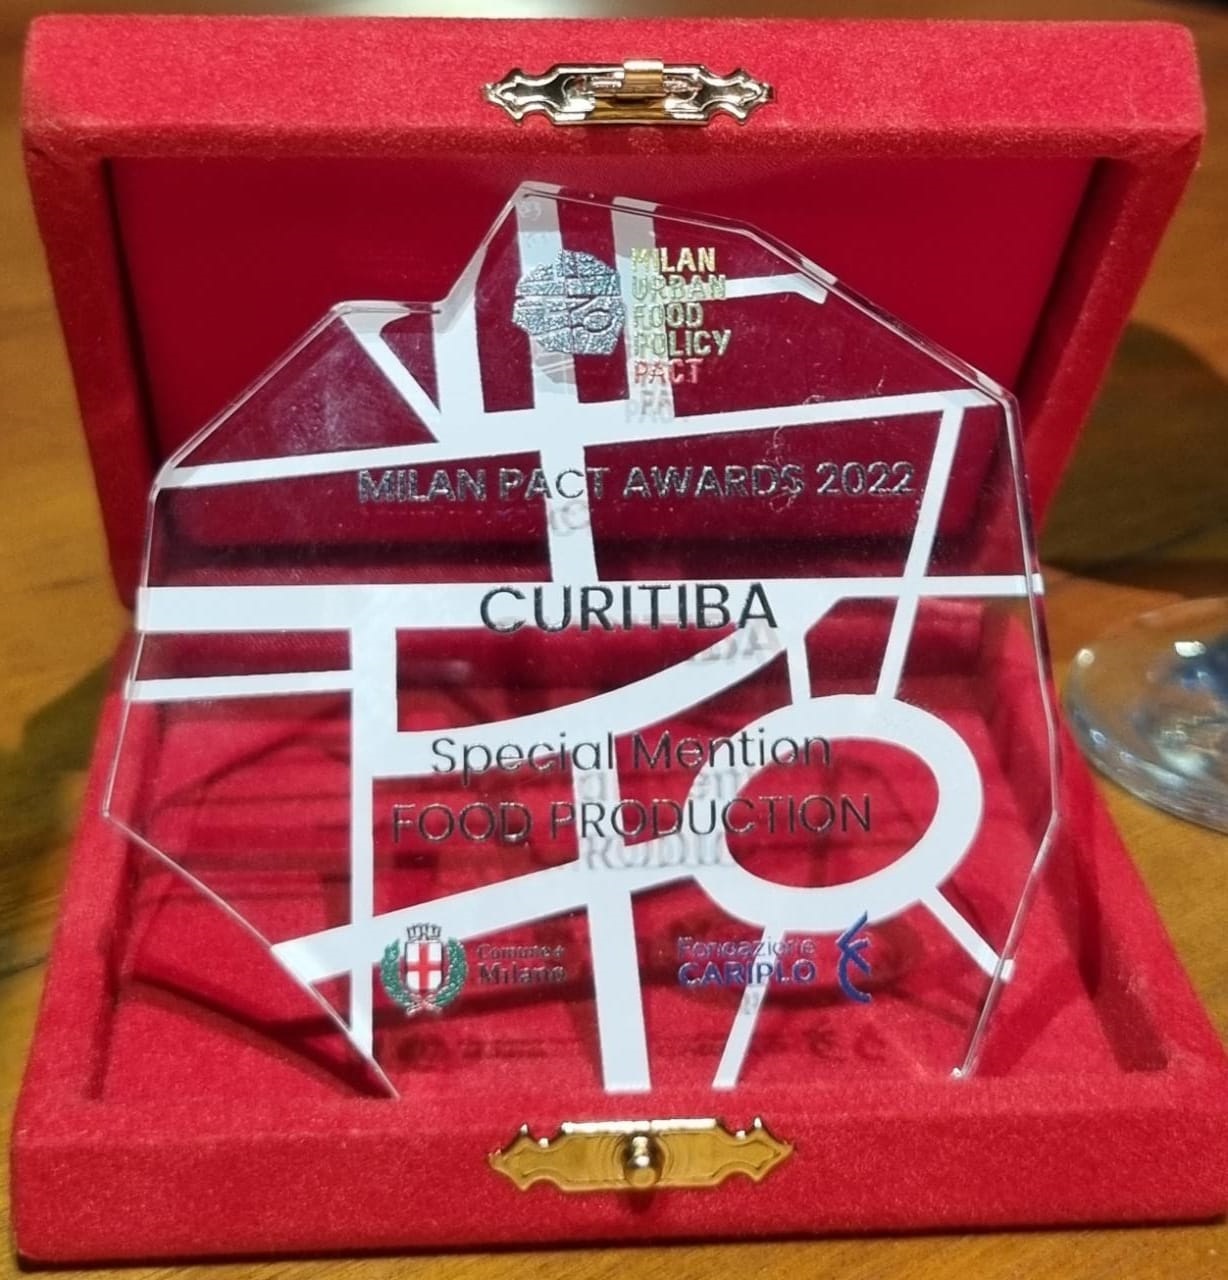 MILAN
URBAN
FOOD
POLICY
PACT
MILAN PACT AWARDS 2022
CURITIBA
Special Mention
FOOD PRODUCTION
Comune di
Milano
Fondazione
CARIPLO